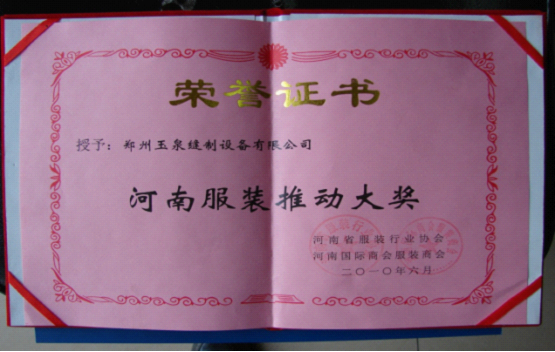 荣誉证书
授予：郑州玉泉缝制设备有限公司
河南服装推动大奖
河南省服装行业协会
河南国际商会服装商会
二〇一〇年六月